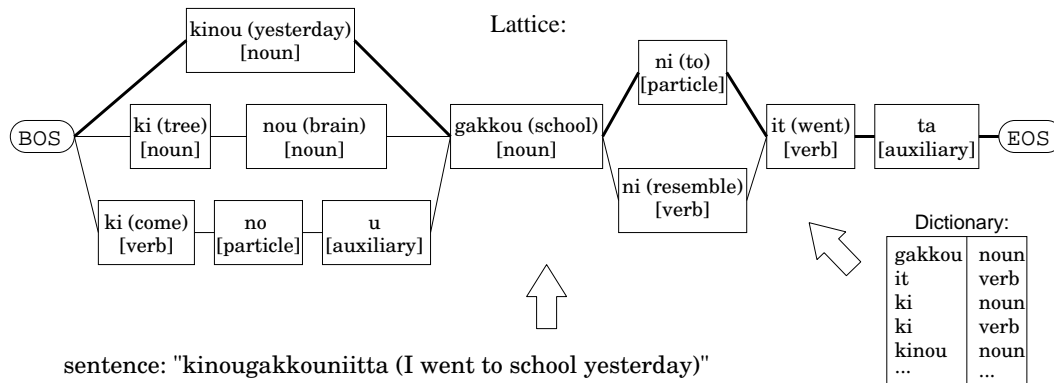 Lattice:
kinou (yesterday)
[noun]
ni (to)
[particle]
BOS
ki (tree)
[noun]
nou (brain)
[noun]
gakkou (school)
[noun]
it (went)
[verb]
ta
[auxiliary]
EOS
ni (resemble)
[verb]
ki (come)
[verb]
no
[particle]
u
[auxiliary]
Dictionary:
gakkou noun
it verb
ki noun
ki verb
kinou noun
... ...
sentence: "kinougakkouniitta (I went to school yesterday)"